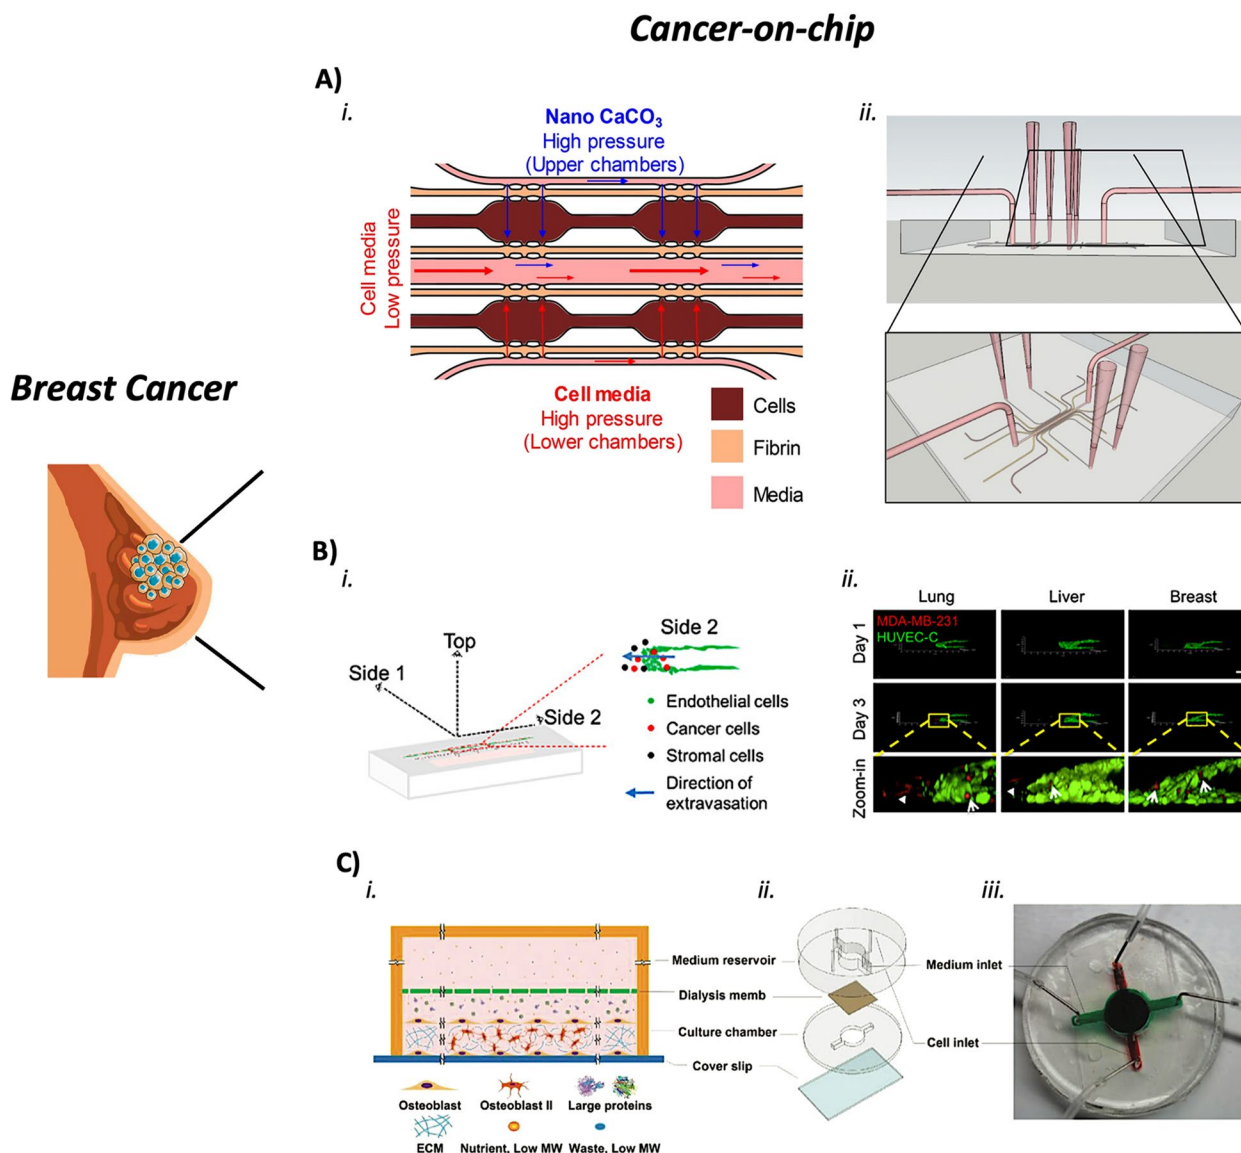 Cancer-on-chip
Breast Cancer
A)
i.
Nano CaCO₃
High pressure
(Upper chambers)
Cell media
Low pressure
Cell media
High pressure
(Lower chambers)
Cells
Fibrin
Media
ii.
B)
i.
Side 1
Top
Side 2
Side 2
Endothelial cells
Cancer cells
Stromal cells
Direction of
extravasation
ii.
Lung
Liver
Breast
Day 1
MDA-MB-231
HUVEC-C
Day 3
Zoom-in
C)
i.
Medium reservoir
Dialysis memb
Culture chamber
Cover slip
Osteoblast
Osteoblast II
Large proteins
ECM
Nutrient, Low MW
Waste, Low MW
ii.
iii.
Medium inlet
Cell inlet